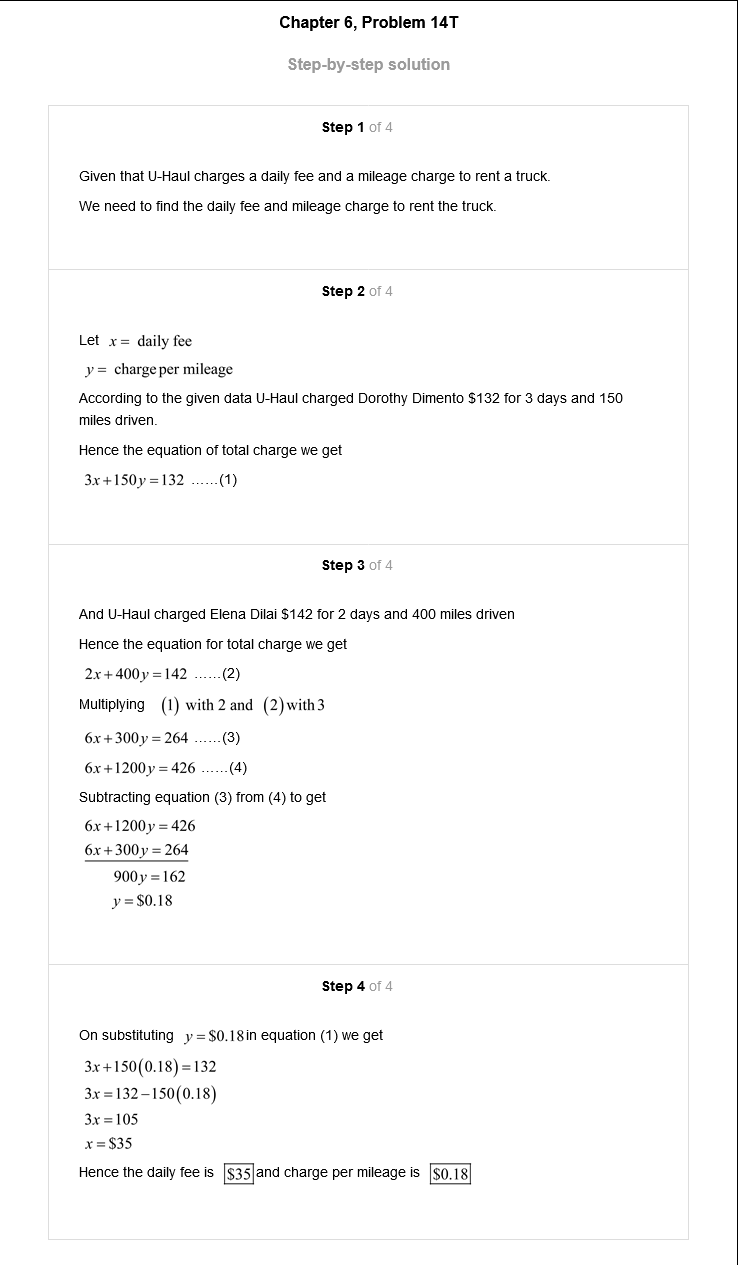 Chapter 6, Problem 14T
Step-by-step solution
Step 1 of 4
Given that U-Haul charges a daily fee and a mileage charge to rent a truck.
We need to find the daily fee and mileage charge to rent the truck.
Step 2 of 4
Let x = daily fee
y = charge per mileage
According to the given data U-Haul charged Dorothy Dimento $132 for 3 days and 150
miles driven.
Hence the equation of total charge we get
3x+150y=132 ……(1)
Step 3 of 4
And U-Haul charged Elena Dilai $142 for 2 days and 400 miles driven
Hence the equation for total charge we get
2x+400y=142 ……(2)
Multiplying (1) with 2 and (2) with 3
6x+300y=264 ……(3)
6x+1200y=426 ……(4)
Subtracting equation (3) from (4) to get
6x+1200y=426
6x+300y=264
900y=162
y=$0.18
Step 4 of 4
On substituting y=$0.18 in equation (1) we get
3x+150(0.18)=132
3x=132−150(0.18)
3x=105
x=$35
Hence the daily fee is $35 and charge per mileage is $0.18